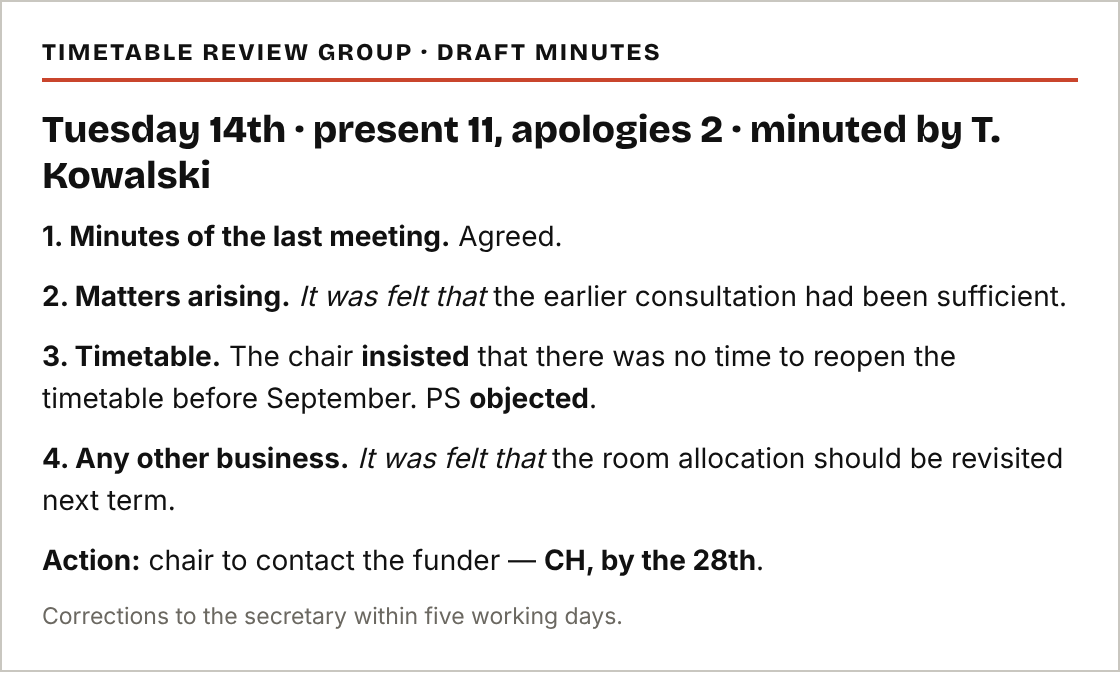 TIMETABLE REVIEW GROUP · DRAFT MINUTES
Tuesday 14th · present 11, apologies 2 · minuted by T.
Kowalski
1. Minutes of the last meeting. Agreed.
2. Matters arising. It was felt that the earlier consultation had been sufficient.
3. Timetable. The chair insisted that there was no time to reopen the
timetable before September. PS objected.
4. Any other business. It was felt that the room allocation should be revisited
next term.
Action: chair to contact the funder — CH, by the 28th.
Corrections to the secretary within five working days.